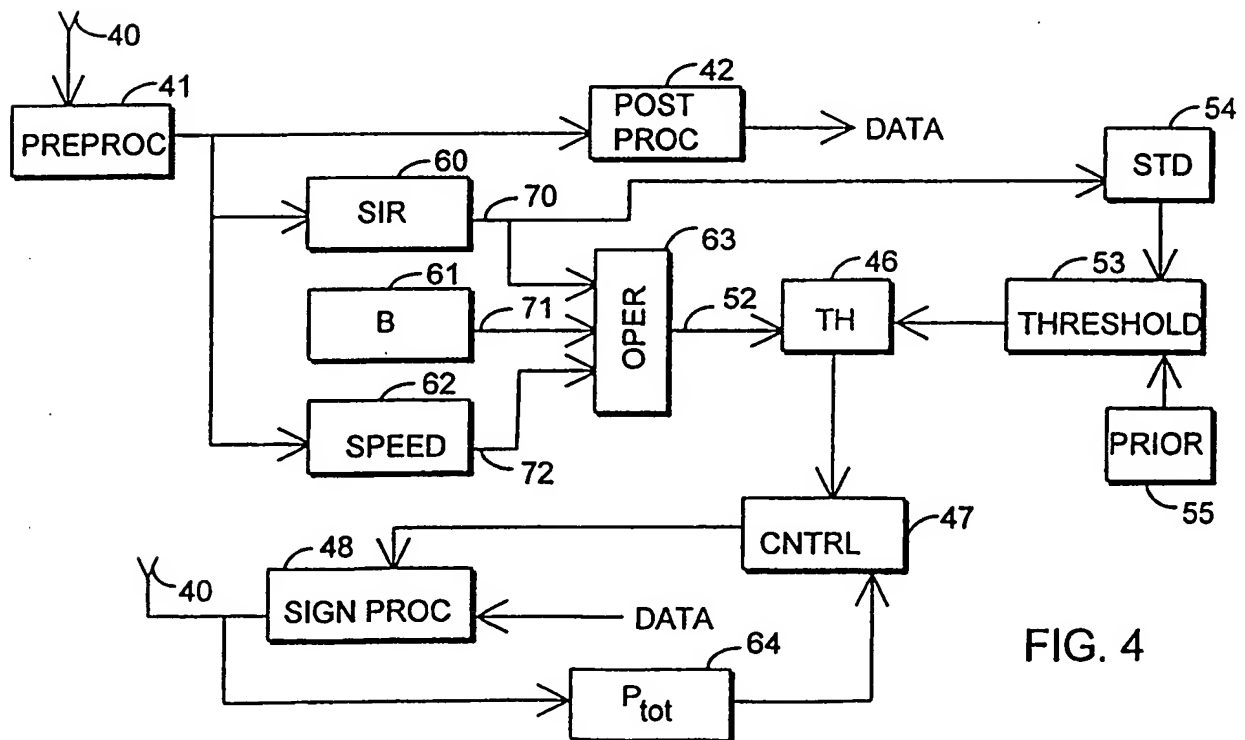 40
41
PREPROC
42
POST
PROC
DATA
54
STD
60
SIR
70
63
OPER
61
B
71
52
46
TH
53
THRESHOLD
62
SPEED
72
PRIOR
55
47
CNTRL
48
40
SIGN PROC
DATA
64
Ptot
FIG. 4